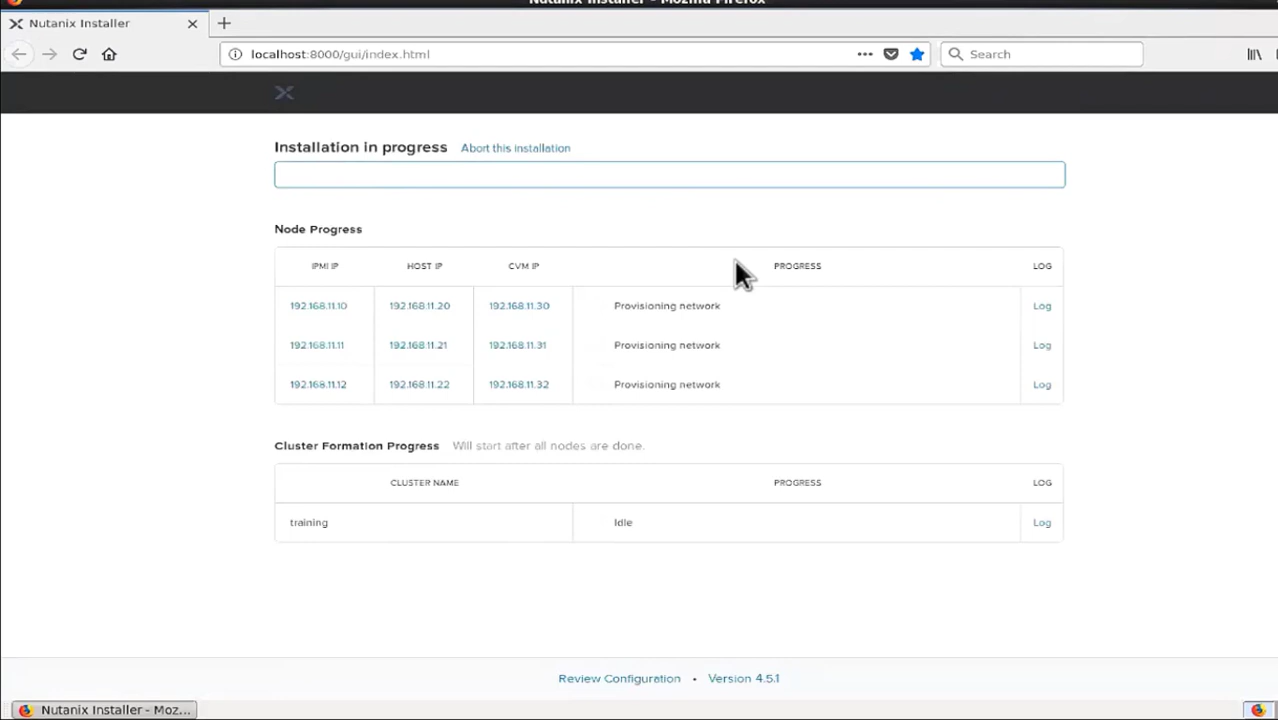 Nutanix Installer - Mozilla Firefox
Nutanix Installer
localhost:8000/gui/index.html
Search
Installation in progress Abort this installation
Node Progress
IPMI IP HOST IP CVM IP PROGRESS LOG
192.168.11.10 192.168.11.20 192.168.11.30 Provisioning network Log
192.168.11.11 192.168.11.21 192.168.11.31 Provisioning network Log
192.168.11.12 192.168.11.22 192.168.11.32 Provisioning network Log
Cluster Formation Progress Will start after all nodes are done.
CLUSTER NAME PROGRESS LOG
training Idle Log
Review Configuration • Version 4.5.1
Nutanix Installer - Moz...